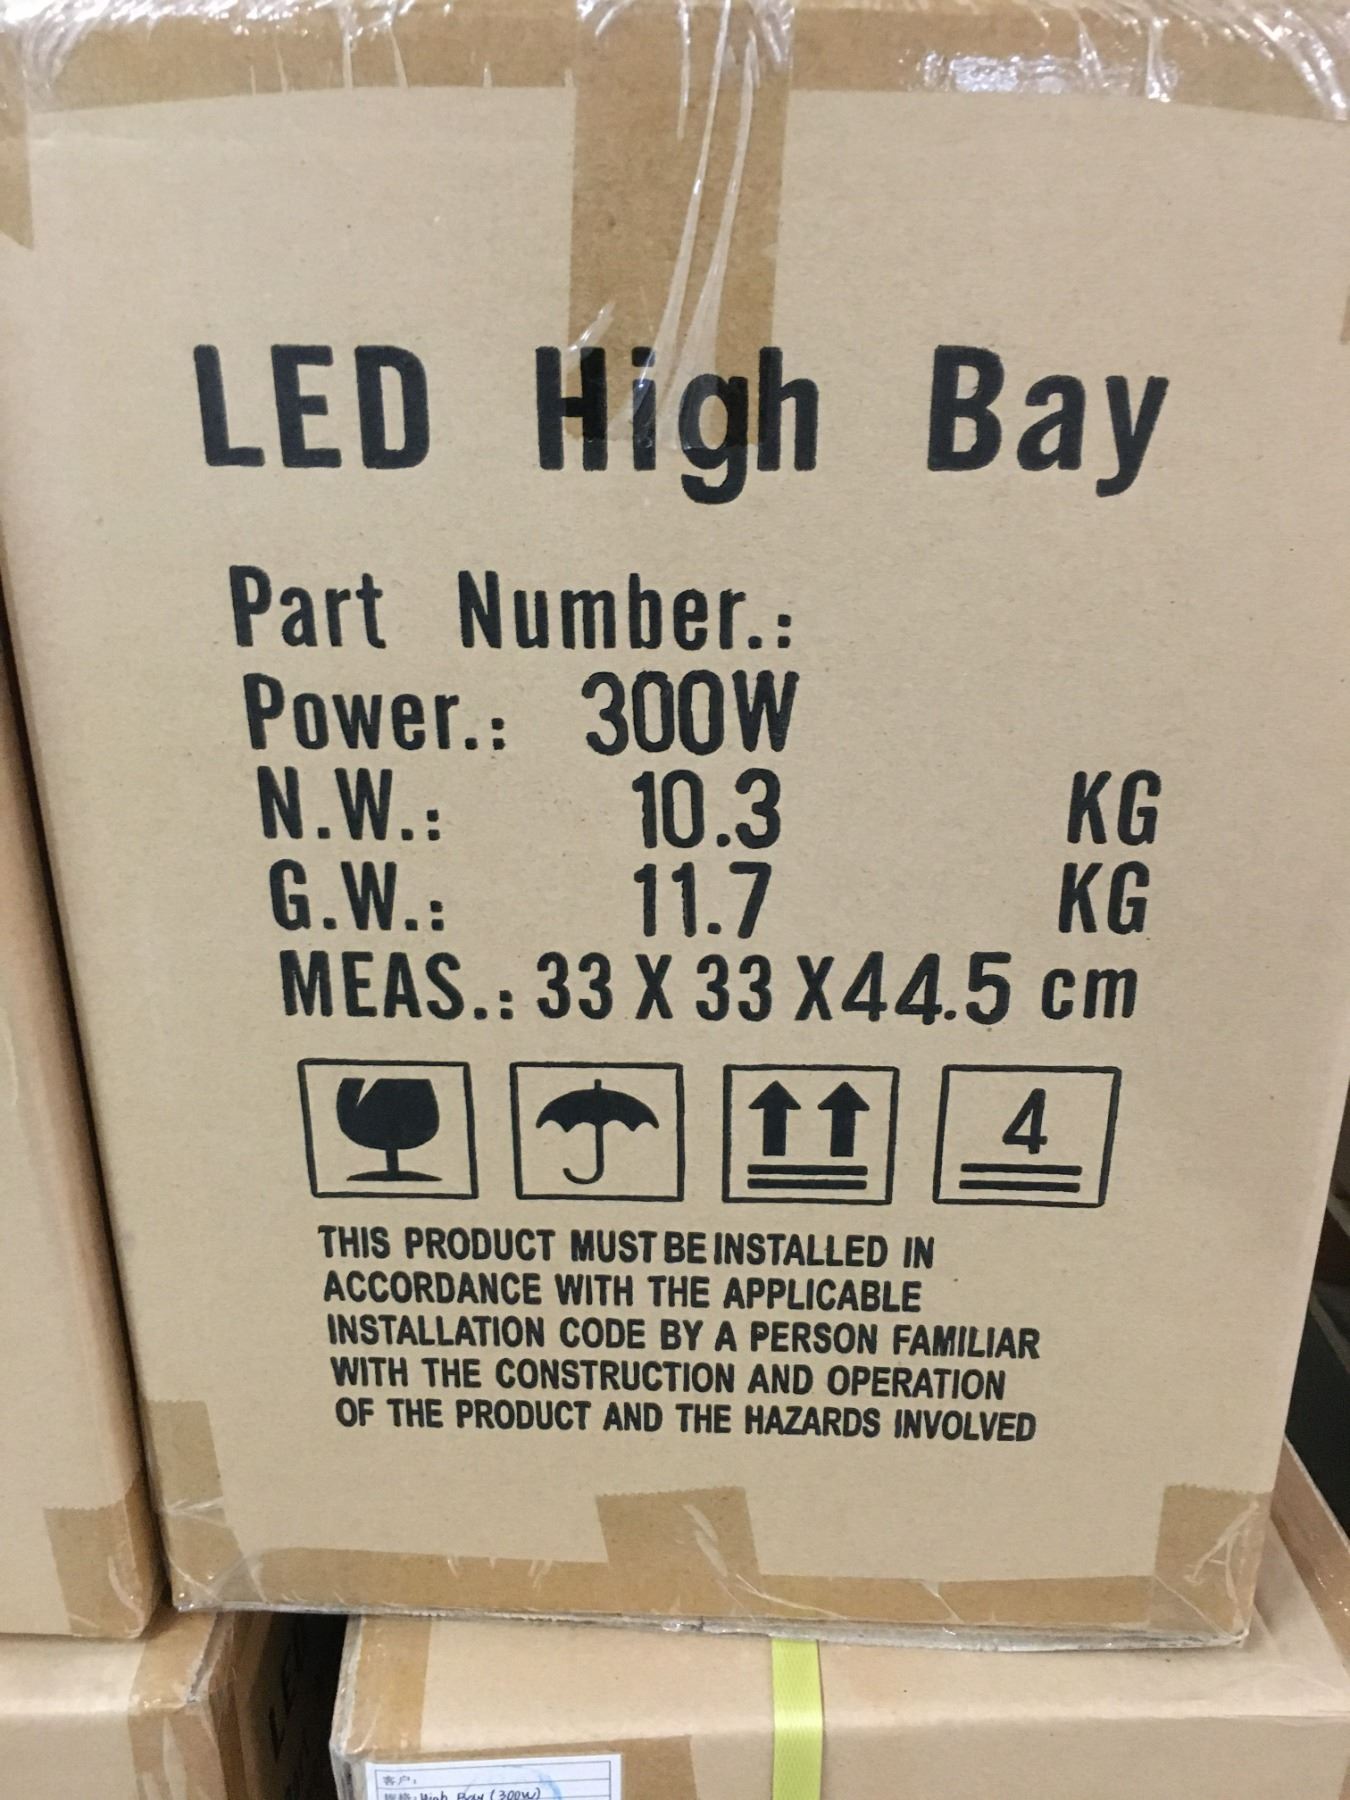 LED High Bay
Part Number.:
Power.: 300W
N.W.: 10.3 KG
G.W.: 11.7 KG
MEAS.: 33 X 33 X44.5 cm
4
THIS PRODUCT MUST BE INSTALLED IN
ACCORDANCE WITH THE APPLICABLE
INSTALLATION CODE BY A PERSON FAMILIAR
WITH THE CONSTRUCTION AND OPERATION
OF THE PRODUCT AND THE HAZARDS INVOLVED
客户:
规格: High Bay (300W)